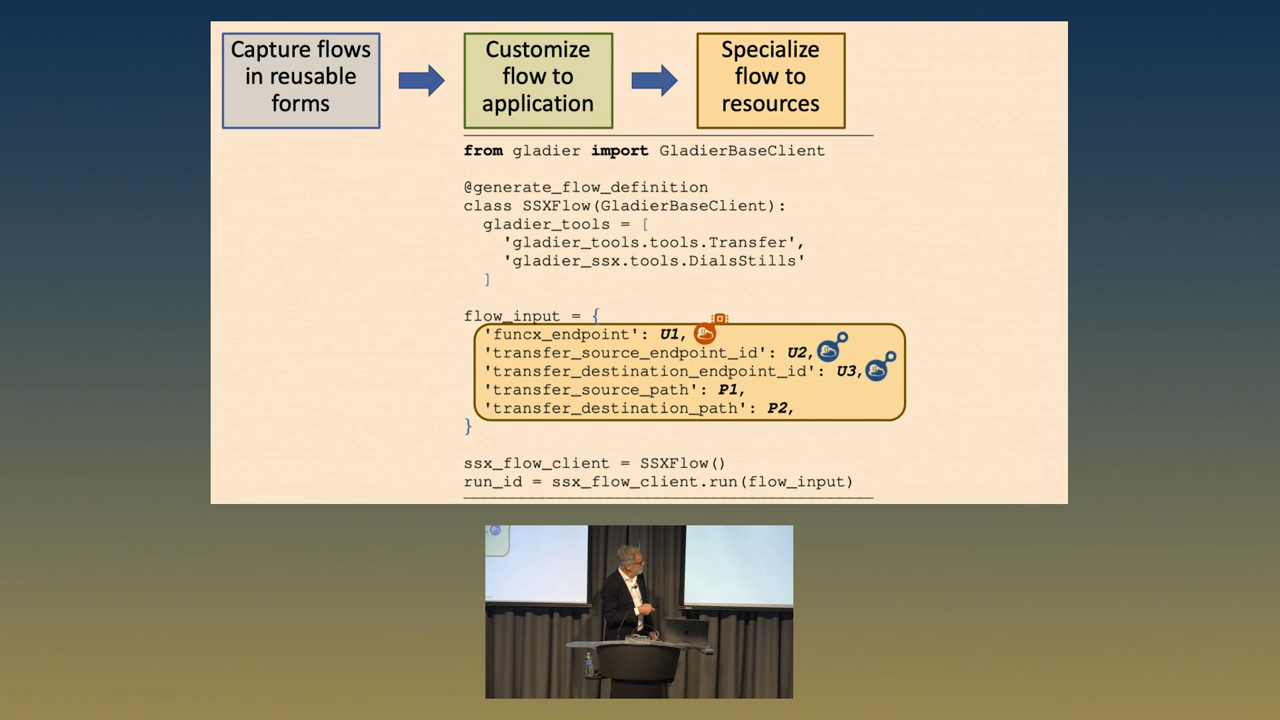 Capture flows
in reusable
forms
Customize
flow to
application
Specialize
flow to
resources
from gladier import GladierBaseClient
@generate_flow_definition
class SSXFlow(GladierBaseClient):
gladier_tools = [
'gladier_tools.tools.Transfer',
'gladier_ssx.tools.DialsStills'
]
flow_input = {
'funcx_endpoint': U1,
'transfer_source_endpoint_id': U2,
'transfer_destination_endpoint_id': U3,
'transfer_source_path': P1,
'transfer_destination_path': P2,
}
ssx_flow_client = SSXFlow()
run_id = ssx_flow_client.run(flow_input)